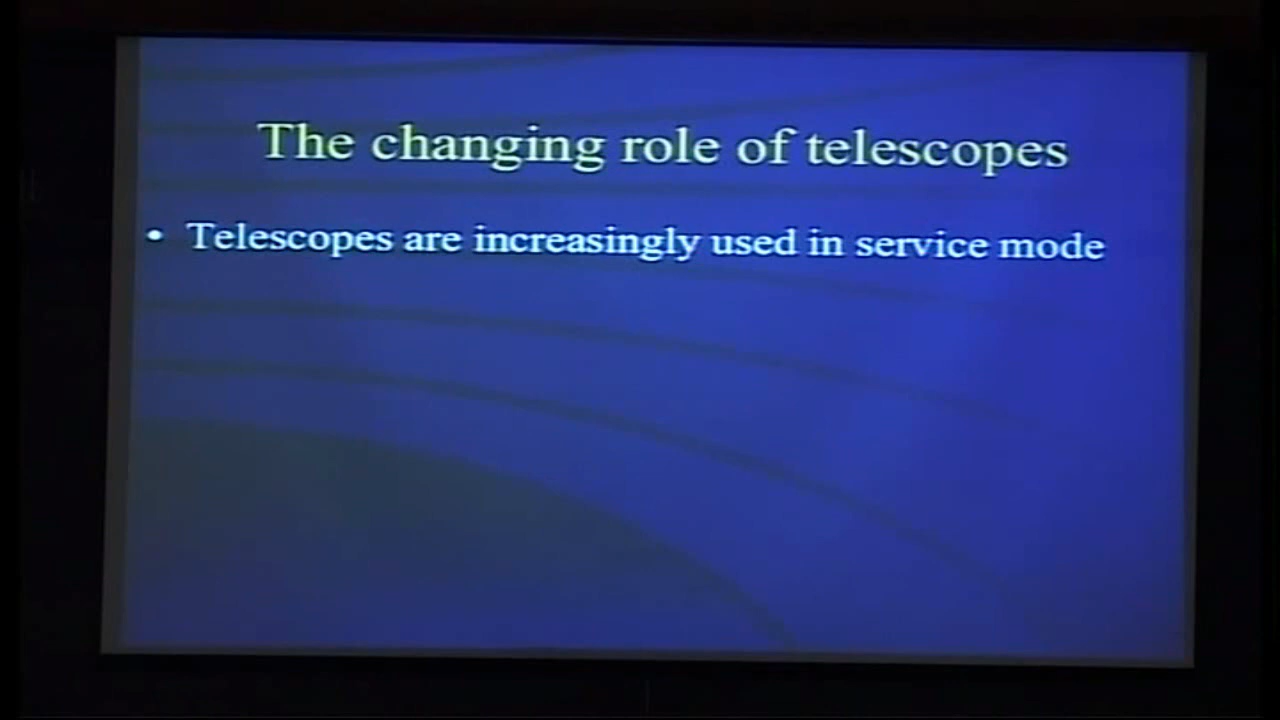 The changing role of telescopes
• Telescopes are increasingly used in service mode